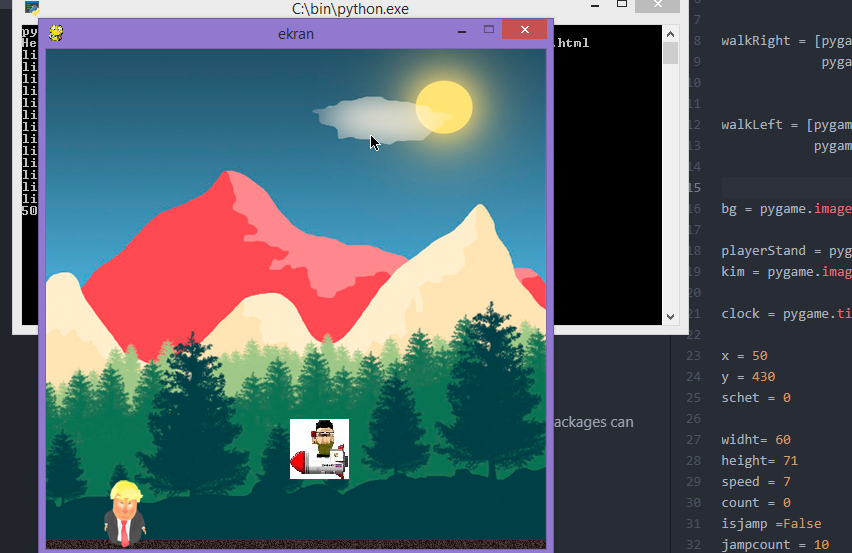 C:\bin\python.exe
ekran
py
He
.html
li
li
li
li
li
li
li
li
li
li
li
li
50
ackages can
8 walkRight = [pygam
9 pyga
10
11
12 walkLeft = [pygam
13 pygam
14
15
16 bg = pygame.image
17
18 playerStand = pyg
19 kim = pygame.imag
20
21 clock = pygame.ti
22
23 x = 50
24 y = 430
25 schet = 0
26
27 widht= 60
28 height= 71
29 speed = 7
30 count = 0
31 isjamp =False
32 jampcount = 10